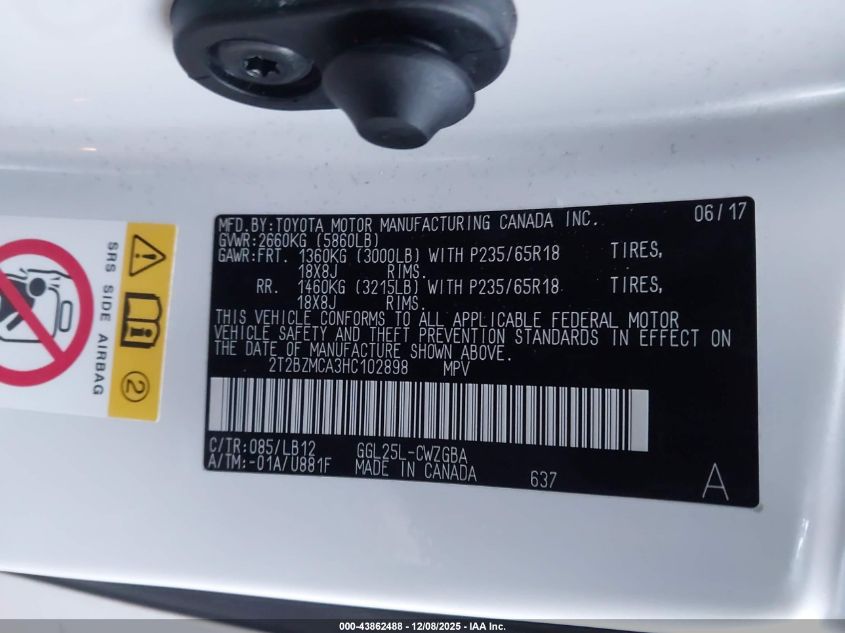 MFD.BY:TOYOTA MOTOR MANUFACTURING CANADA INC. 06/17
GVWR:2660KG (5860LB)
GAWR:FRT. 1360KG (3000LB) WITH P235/65R18 TIRES,
18X8J RIMS.
RR. 1460KG (3215LB) WITH P235/65R18 TIRES,
18X8J RIMS.
THIS VEHICLE CONFORMS TO ALL APPLICABLE FEDERAL MOTOR
VEHICLE SAFETY AND THEFT PREVENTION STANDARDS IN EFFECT ON
THE DATE OF MANUFACTURE SHOWN ABOVE.
2T2BZMCA3HC102898 MPV
C/TR:085/LB12 GGL25L-CWZGBA
A/TM:-01A/U881F MADE IN CANADA 637 A
SRS SIDE AIRBAG
2
000-43862488 - 12/08/2025 - IAA Inc.